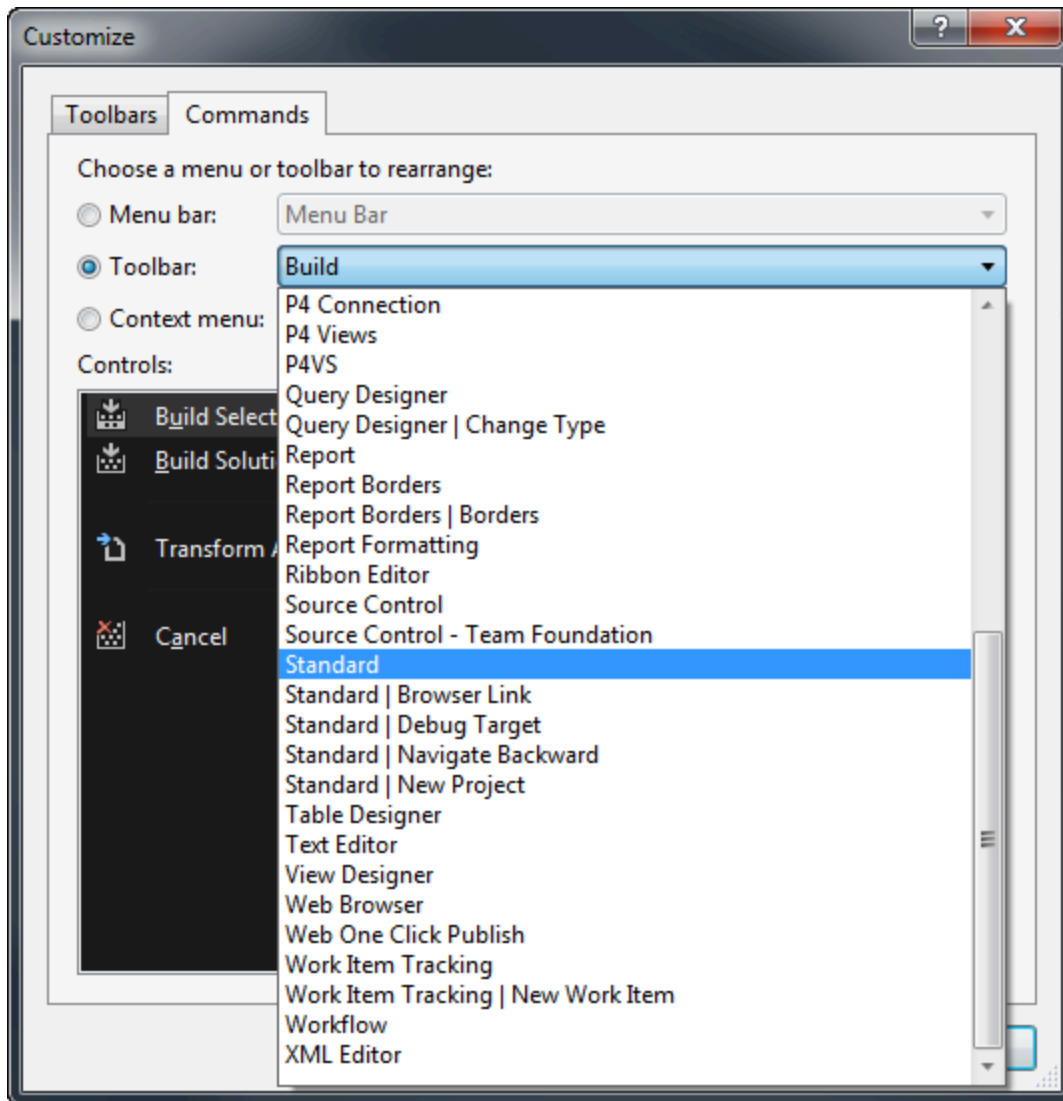 Customize
?
X
Toolbars
Commands
Choose a menu or toolbar to rearrange:
Menu bar:
Menu Bar
Toolbar:
Build
Context menu:
P4 Connection
P4 Views
P4VS
Query Designer
Query Designer | Change Type
Report
Report Borders
Report Borders | Borders
Report Formatting
Ribbon Editor
Source Control
Source Control - Team Foundation
Standard
Standard | Browser Link
Standard | Debug Target
Standard | Navigate Backward
Standard | New Project
Table Designer
Text Editor
View Designer
Web Browser
Web One Click Publish
Work Item Tracking
Work Item Tracking | New Work Item
Workflow
XML Editor
Controls:
Build Select
Build Soluti
Transform A
Cancel